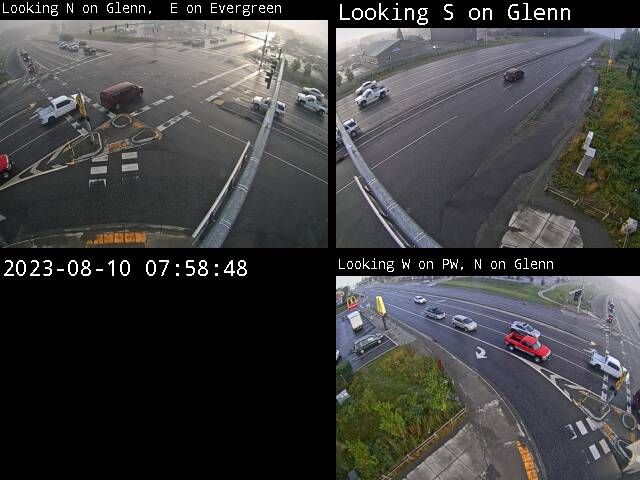 Looking N on Glenn,  E on Evergreen
Looking S on Glenn
2023-08-10 07:58:48
Looking W on PW, N on Glenn